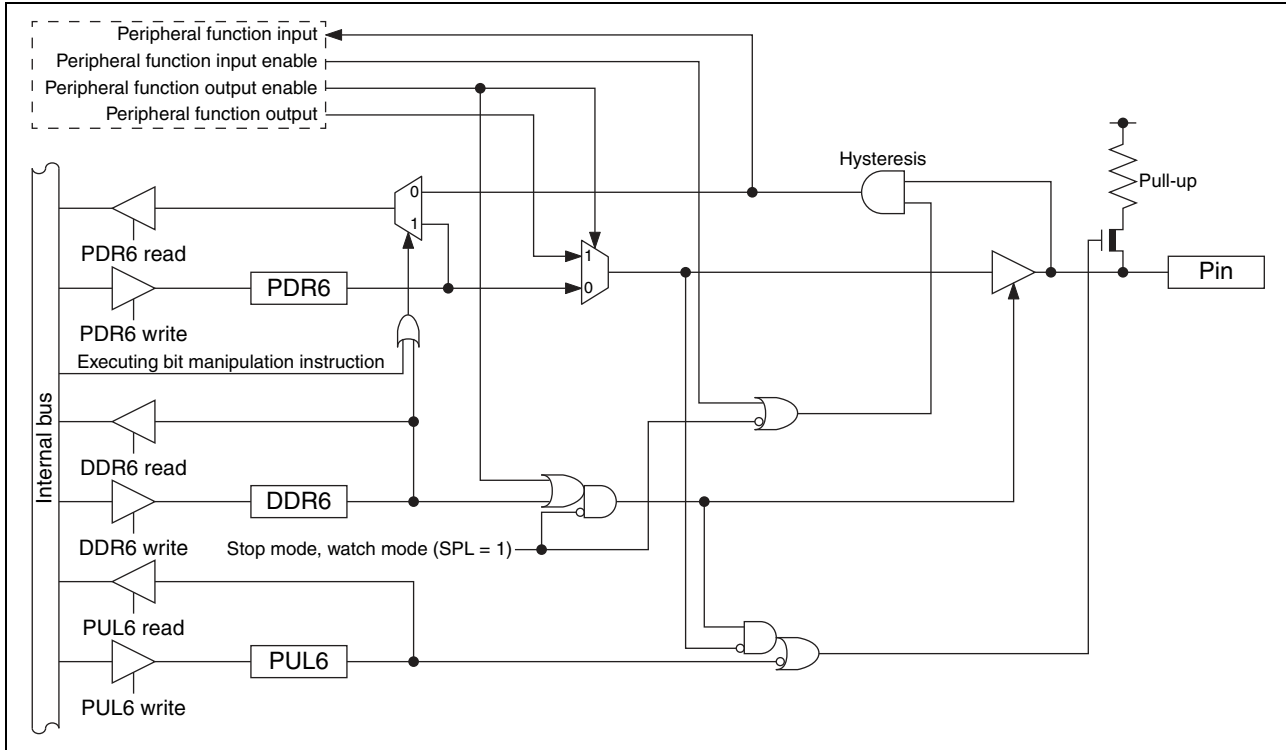 Peripheral function input
Peripheral function input enable
Peripheral function output enable
Peripheral function output
Hysteresis
Pull-up
0
1
PDR6 read
1
0
PDR6
Pin
PDR6 write
Executing bit manipulation instruction
Internal bus
DDR6 read
DDR6
DDR6 write
Stop mode, watch mode (SPL = 1)
PUL6 read
PUL6
PUL6 write